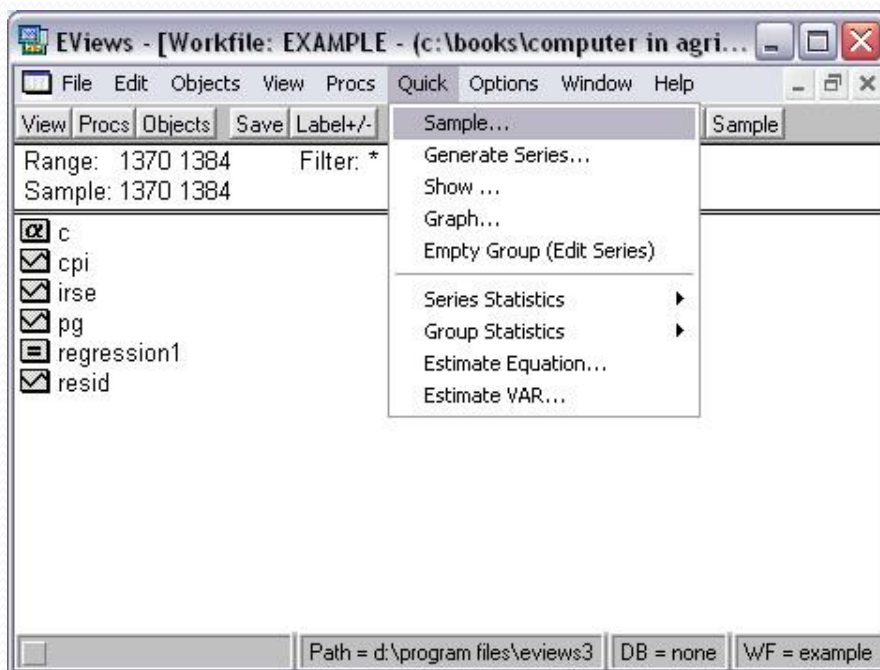 EViews - [Workfile: EXAMPLE - (c:\books\computer in agri...
File Edit Objects View Procs Quick Options Window Help
View Procs Objects Save Label+/- Sample
Range: 1370 1384 Filter: *
Sample: 1370 1384
Sample...
Generate Series...
Show ...
Graph...
Empty Group (Edit Series)
Series Statistics
Group Statistics
Estimate Equation...
Estimate VAR...
α c
cpi
irse
pg
= regression1
resid
Path = d:\program files\eviews3 DB = none WF = example